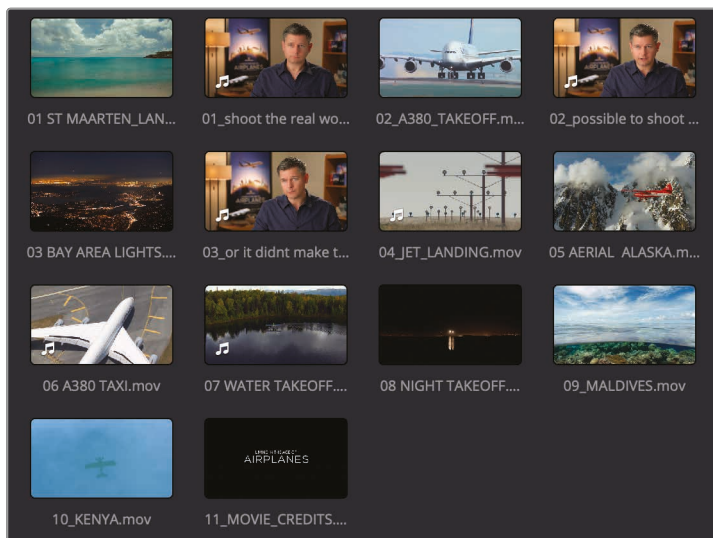 01 ST MAARTEN_LAN...
01_shoot the real wo...
02_A380_TAKEOFF.m...
02_possible to shoot ...
03 BAY AREA LIGHTS....
03_or it didnt make t...
04_JET_LANDING.mov
05 AERIAL ALASKA.m...
06 A380 TAXI.mov
07 WATER TAKEOFF....
08 NIGHT TAKEOFF....
09_MALDIVES.mov
AIRPLANES
10_KENYA.mov
11_MOVIE_CREDITS....